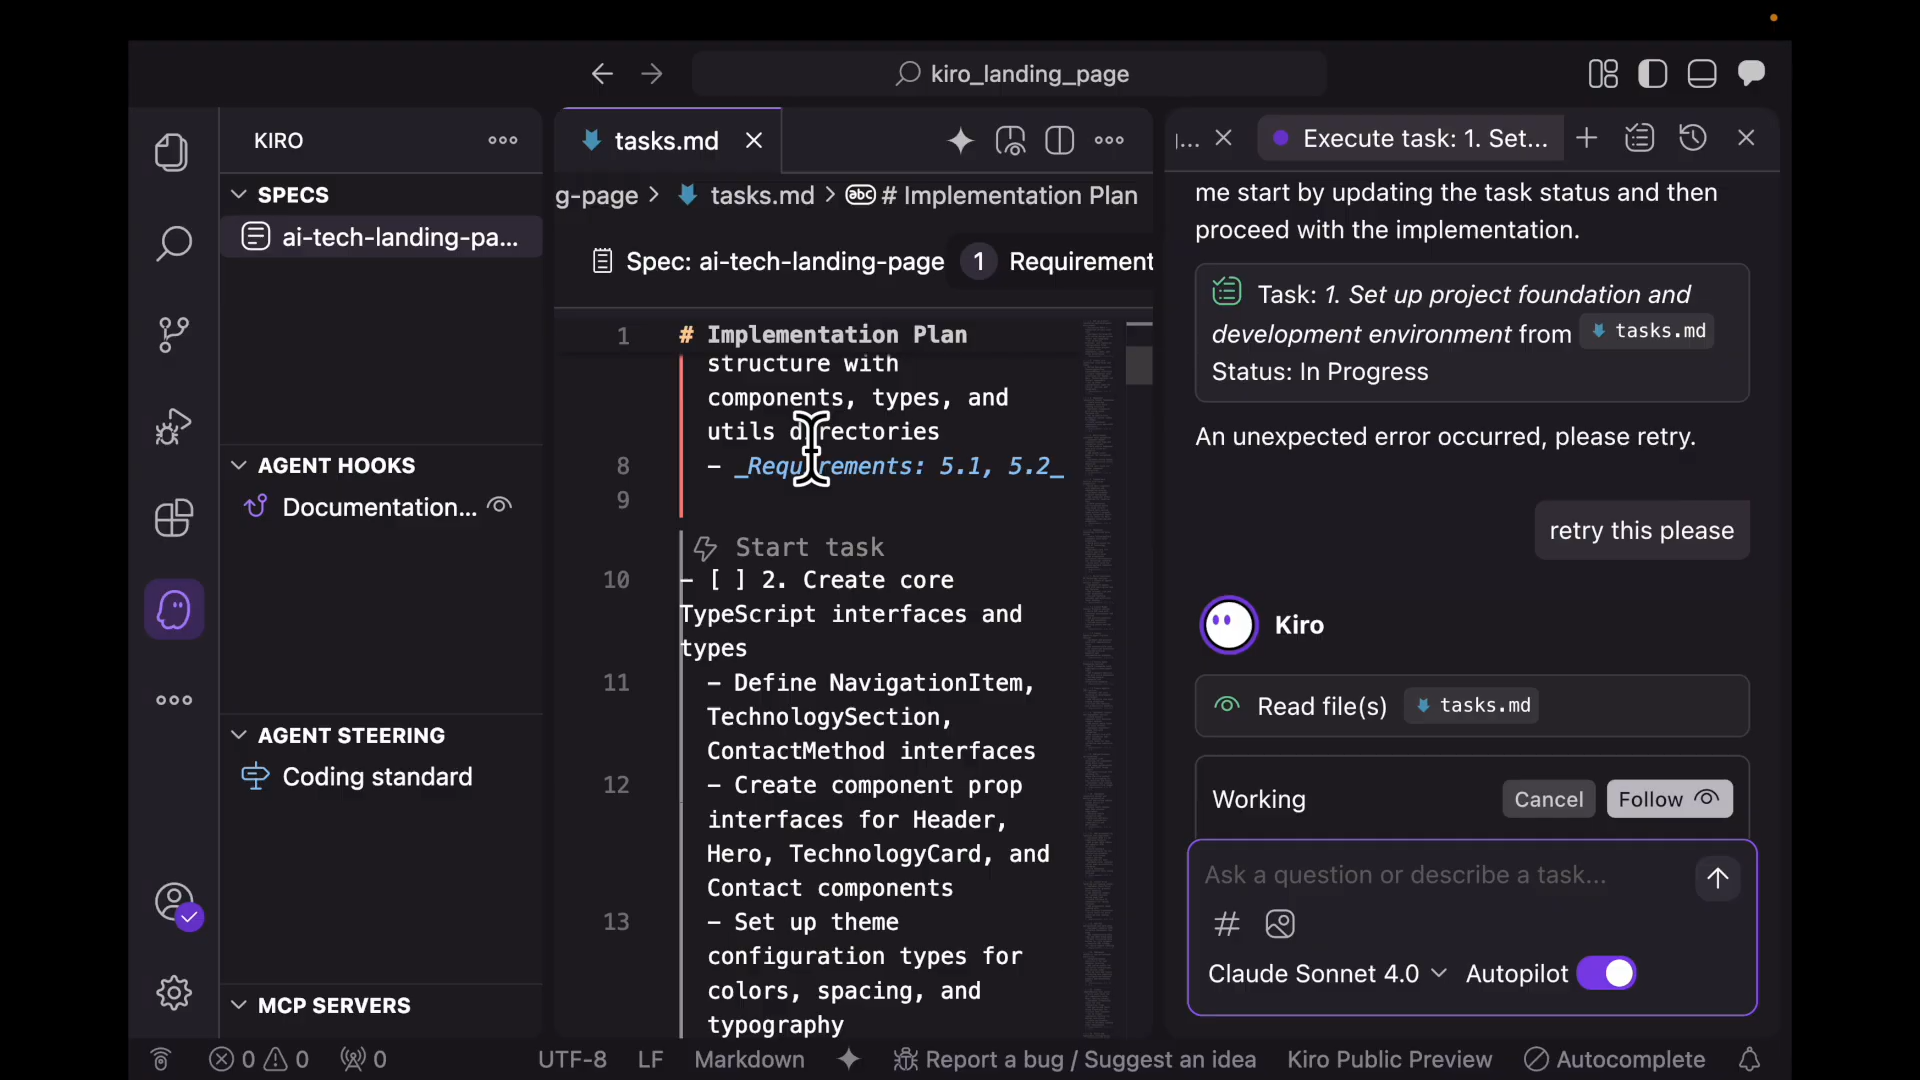 kiro_landing_page
KIRO
SPECS
ai-tech-landing-pa...
AGENT HOOKS
Documentation...
AGENT STEERING
Coding standard
MCP SERVERS
tasks.md
g-page > tasks.md > abc # Implementation Plan
Spec: ai-tech-landing-page 1 Requirement
1 # Implementation Plan
structure with
components, types, and
utils directories
8 - _Requirements: 5.1, 5.2_
9
Start task
10 - [ ] 2. Create core
TypeScript interfaces and
types
11 - Define NavigationItem,
TechnologySection,
ContactMethod interfaces
12 - Create component prop
interfaces for Header,
Hero, TechnologyCard, and
Contact components
13 - Set up theme
configuration types for
colors, spacing, and
typography
... Execute task: 1. Set...
me start by updating the task status and then
proceed with the implementation.
Task: 1. Set up project foundation and
development environment from tasks.md
Status: In Progress
An unexpected error occurred, please retry.
retry this please
Kiro
Read file(s) tasks.md
Working Cancel Follow
Ask a question or describe a task...
#
Claude Sonnet 4.0 Autopilot
0 0 0 UTF-8 LF Markdown Report a bug / Suggest an idea Kiro Public Preview Autocomplete